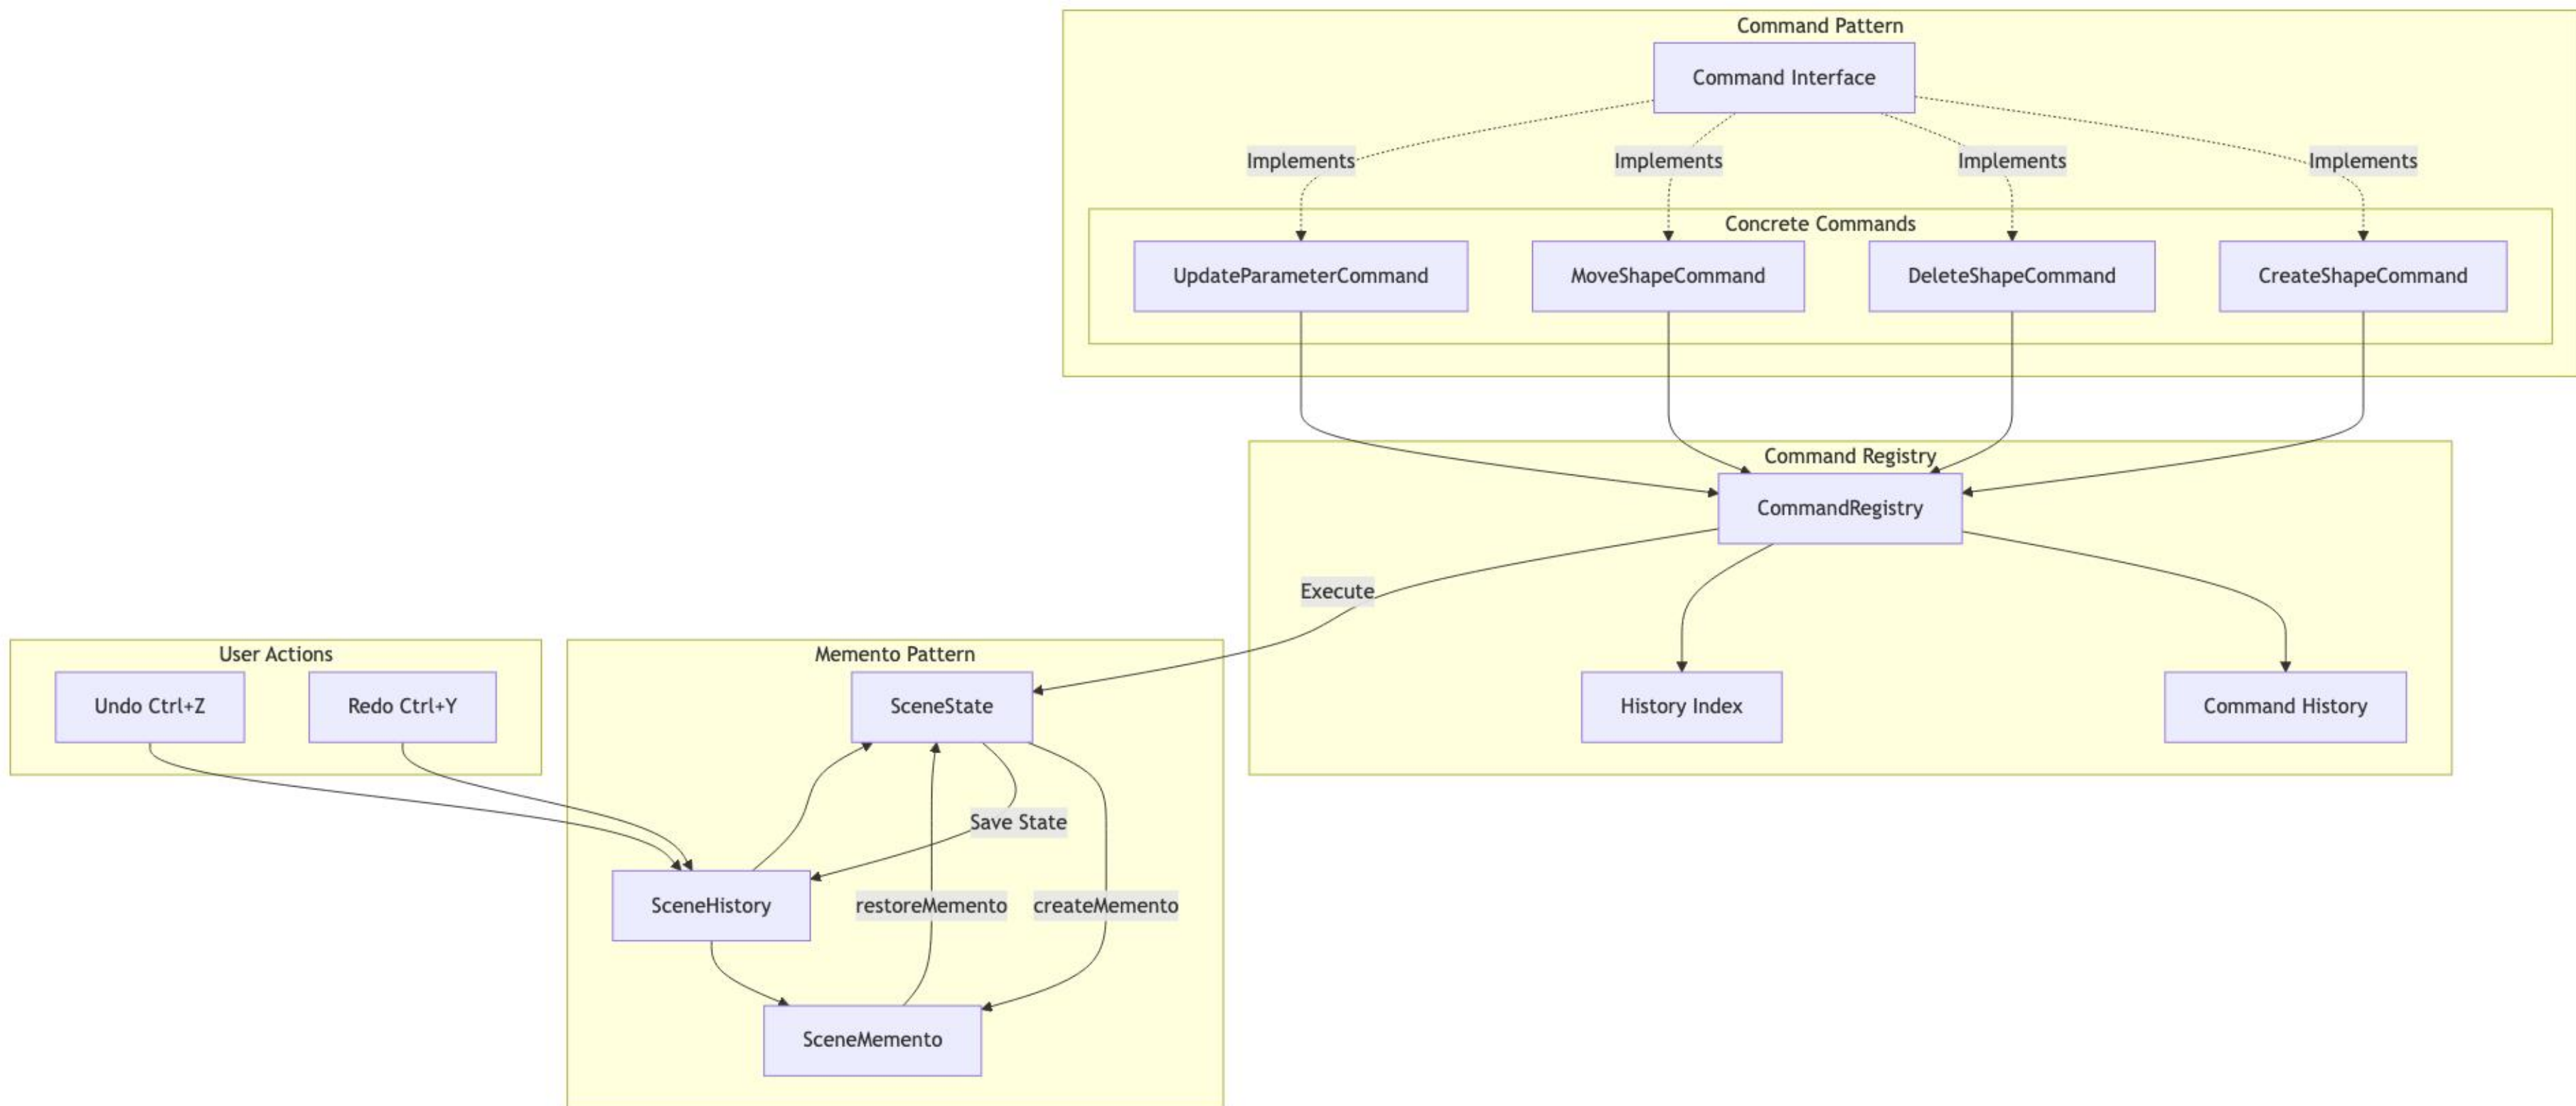 Command Pattern
Command Interface
Implements
Implements
Implements
Implements
Concrete Commands
UpdateParameterCommand
MoveShapeCommand
DeleteShapeCommand
CreateShapeCommand
Command Registry
CommandRegistry
Execute
User Actions
Undo Ctrl+Z
Redo Ctrl+Y
Memento Pattern
SceneState
History Index
Command History
Save State
SceneHistory
restoreMemento
createMemento
SceneMemento